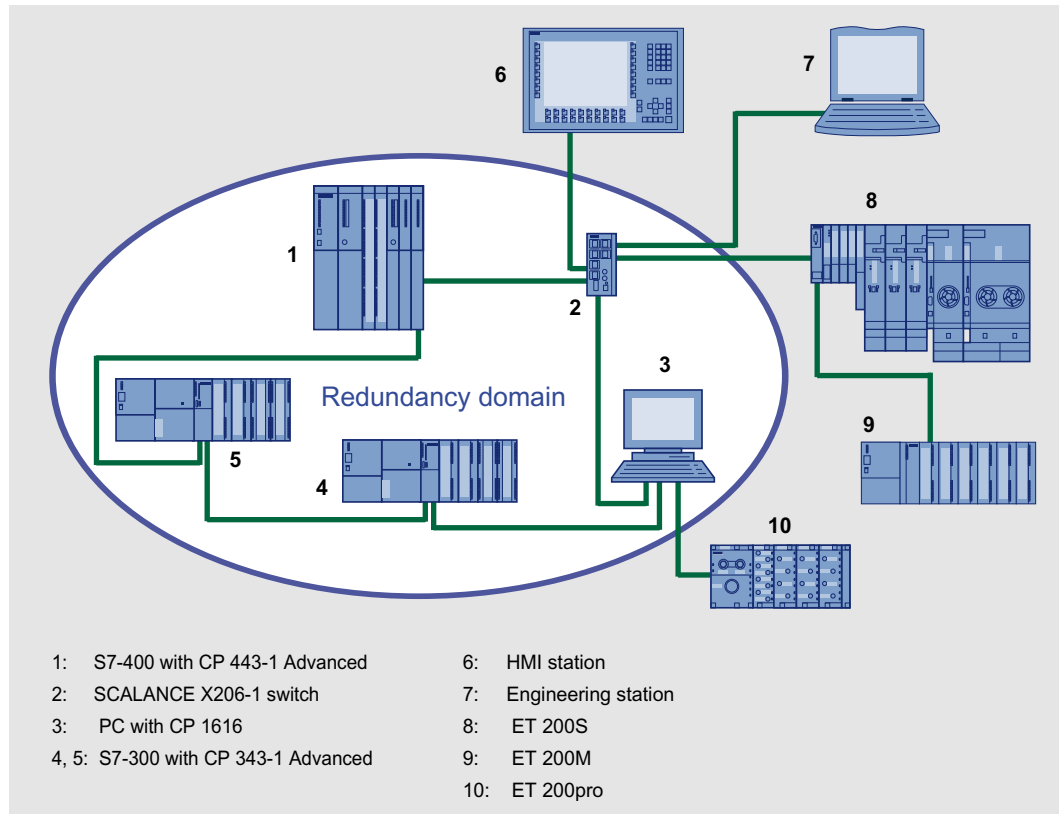 6
7
8
1
2
3
Redundancy domain
5
4
9
10
1: S7-400 with CP 443-1 Advanced
2: SCALANCE X206-1 switch
3: PC with CP 1616
4, 5: S7-300 with CP 343-1 Advanced
6: HMI station
7: Engineering station
8: ET 200S
9: ET 200M
10: ET 200pro